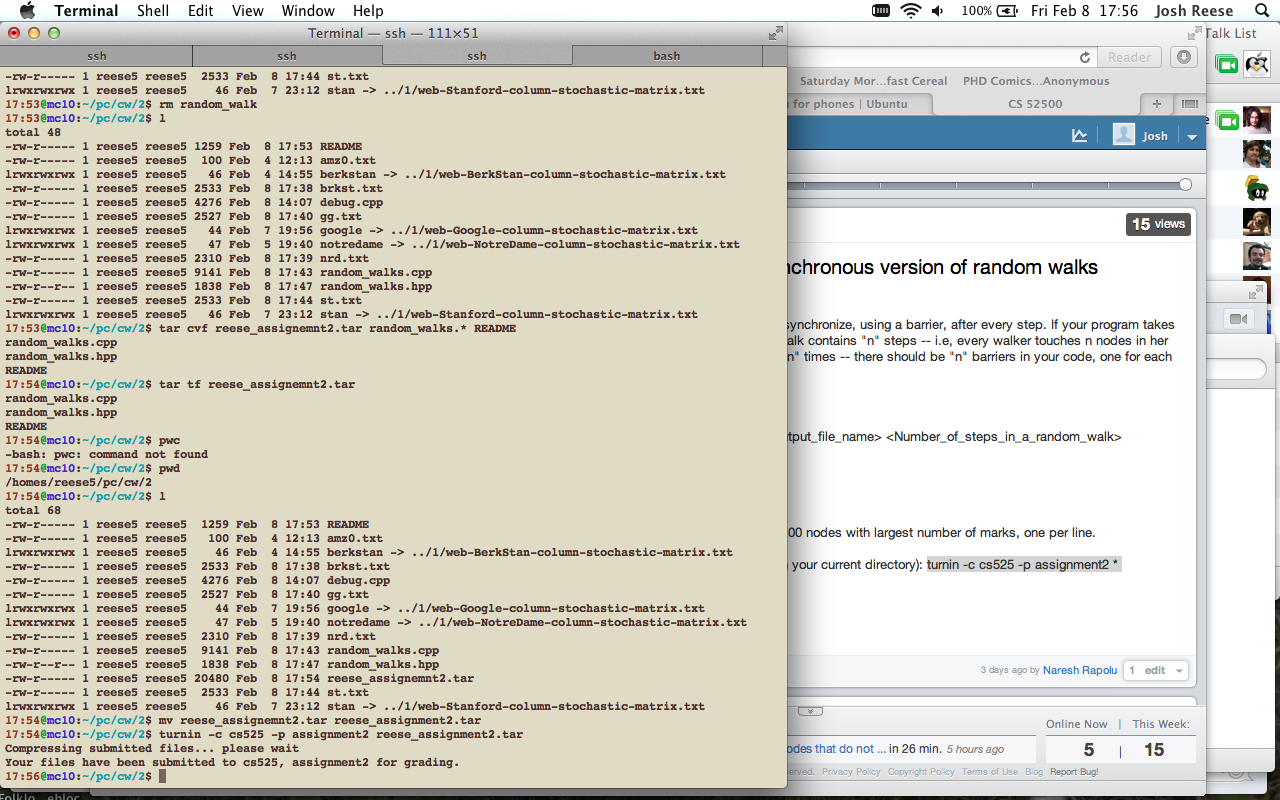 Terminal Shell Edit View Window Help 100% Fri Feb 8 17:56 Josh Reese
Terminal — ssh — 111×51
ssh ssh ssh bash
-rw-r----- 1 reese5 reese5  2533 Feb  8 17:44 st.txt
lrwxrwxrwx 1 reese5 reese5    46 Feb  7 23:12 stan -> ../1/web-Stanford-column-stochastic-matrix.txt
17:53@mc10:~/pc/cw/2$ rm random_walk
17:53@mc10:~/pc/cw/2$ l
total 48
-rw-r----- 1 reese5 reese5 1259 Feb  8 17:53 README
-rw-r----- 1 reese5 reese5  100 Feb  4 12:13 amz0.txt
lrwxrwxrwx 1 reese5 reese5   46 Feb  4 14:55 berkstan -> ../1/web-BerkStan-column-stochastic-matrix.txt
-rw-r----- 1 reese5 reese5 2533 Feb  8 17:38 brkst.txt
-rw-r----- 1 reese5 reese5 4276 Feb  8 14:07 debug.cpp
-rw-r----- 1 reese5 reese5 2527 Feb  8 17:40 gg.txt
lrwxrwxrwx 1 reese5 reese5   44 Feb  7 19:56 google -> ../1/web-Google-column-stochastic-matrix.txt
lrwxrwxrwx 1 reese5 reese5   47 Feb  5 19:40 notredame -> ../1/web-NotreDame-column-stochastic-matrix.txt
-rw-r----- 1 reese5 reese5 2310 Feb  8 17:39 nrd.txt
-rw-r----- 1 reese5 reese5 9141 Feb  8 17:43 random_walks.cpp
-rw-r--r-- 1 reese5 reese5 1838 Feb  8 17:47 random_walks.hpp
-rw-r----- 1 reese5 reese5 2533 Feb  8 17:44 st.txt
lrwxrwxrwx 1 reese5 reese5   46 Feb  7 23:12 stan -> ../1/web-Stanford-column-stochastic-matrix.txt
17:53@mc10:~/pc/cw/2$ tar cvf reese_assignemnt2.tar random_walks.* README
random_walks.cpp
random_walks.hpp
README
17:54@mc10:~/pc/cw/2$ tar tf reese_assignemnt2.tar
random_walks.cpp
random_walks.hpp
README
17:54@mc10:~/pc/cw/2$ pwc
-bash: pwc: command not found
17:54@mc10:~/pc/cw/2$ pwd
/homes/reese5/pc/cw/2
17:54@mc10:~/pc/cw/2$ l
total 68
-rw-r----- 1 reese5 reese5  1259 Feb  8 17:53 README
-rw-r----- 1 reese5 reese5   100 Feb  4 12:13 amz0.txt
lrwxrwxrwx 1 reese5 reese5    46 Feb  4 14:55 berkstan -> ../1/web-BerkStan-column-stochastic-matrix.txt
-rw-r----- 1 reese5 reese5  2533 Feb  8 17:38 brkst.txt
-rw-r----- 1 reese5 reese5  4276 Feb  8 14:07 debug.cpp
-rw-r----- 1 reese5 reese5  2527 Feb  8 17:40 gg.txt
lrwxrwxrwx 1 reese5 reese5    44 Feb  7 19:56 google -> ../1/web-Google-column-stochastic-matrix.txt
lrwxrwxrwx 1 reese5 reese5    47 Feb  5 19:40 notredame -> ../1/web-NotreDame-column-stochastic-matrix.txt
-rw-r----- 1 reese5 reese5  2310 Feb  8 17:39 nrd.txt
-rw-r----- 1 reese5 reese5  9141 Feb  8 17:43 random_walks.cpp
-rw-r--r-- 1 reese5 reese5  1838 Feb  8 17:47 random_walks.hpp
-rw-r----- 1 reese5 reese5 20480 Feb  8 17:54 reese_assignemnt2.tar
-rw-r----- 1 reese5 reese5  2533 Feb  8 17:44 st.txt
lrwxrwxrwx 1 reese5 reese5    46 Feb  7 23:12 stan -> ../1/web-Stanford-column-stochastic-matrix.txt
17:54@mc10:~/pc/cw/2$ mv reese_assignemnt2.tar reese_assignment2.tar
17:54@mc10:~/pc/cw/2$ turnin -c cs525 -p assignment2 reese_assignment2.tar
Compressing submitted files... please wait
Your files have been submitted to cs525, assignment2 for grading.
17:56@mc10:~/pc/cw/2$
Talk List
Reader
Saturday Mor...fast Cereal PHD Comics...Anonymous
for phones | Ubuntu CS 52500
Josh
15 views
nchronous version of random walks
synchronize, using a barrier, after every step. If your program takes
alk contains "n" steps -- i.e, every walker touches n nodes in her
n" times -- there should be "n" barriers in your code, one for each
tput_file_name> <Number_of_steps_in_a_random_walk>
00 nodes with largest number of marks, one per line.
your current directory): turnin -c cs525 -p assignment2 *
3 days ago by Naresh Rapolu 1 edit
Online Now | This Week:
odes that do not ... in 26 min. 5 hours ago 5 | 15
erved. Privacy Policy Copyright Policy Terms of Use Blog Report Bug!